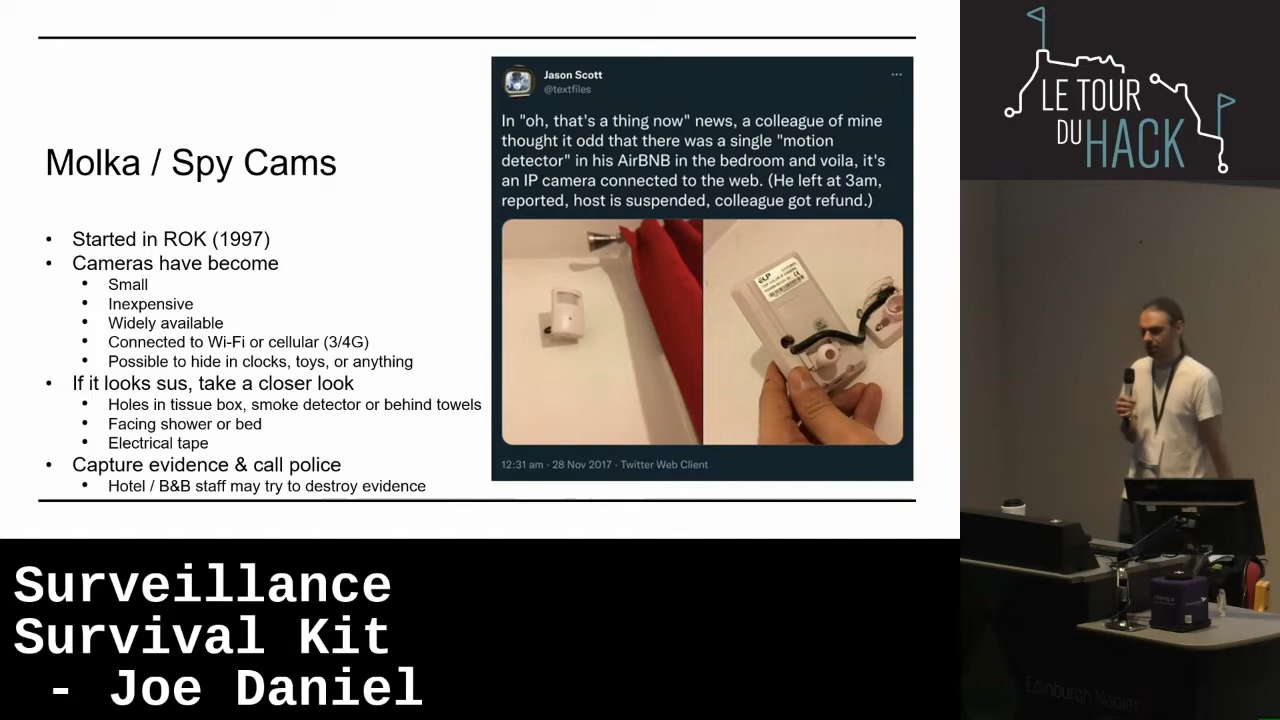 Molka / Spy Cams
• Started in ROK (1997)
• Cameras have become
• Small
• Inexpensive
• Widely available
• Connected to Wi-Fi or cellular (3/4G)
• Possible to hide in clocks, toys, or anything
• If it looks sus, take a closer look
• Holes in tissue box, smoke detector or behind towels
• Facing shower or bed
• Electrical tape
• Capture evidence & call police
• Hotel / B&B staff may try to destroy evidence
Jason Scott
@textfiles
In "oh, that's a thing now" news, a colleague of mine
thought it odd that there was a single "motion
detector" in his AirBNB in the bedroom and voila, it's
an IP camera connected to the web. (He left at 3am,
reported, host is suspended, colleague got refund.)
ELP
12:31 am · 28 Nov 2017 · Twitter Web Client
LE TOUR
DU HACK
Edinburgh Napier
Surveillance
Survival Kit
- Joe Daniel